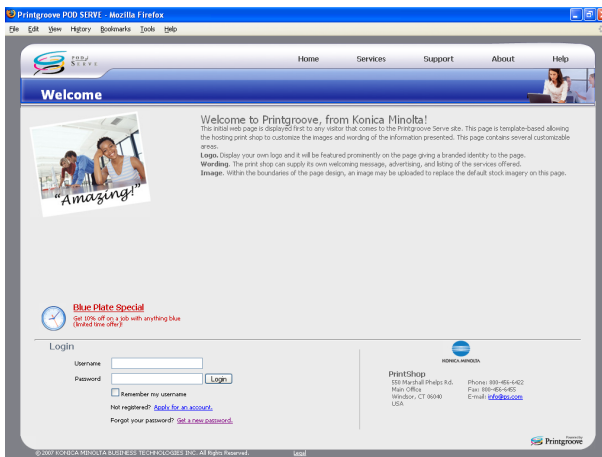 Printgroove POD SERVE - Mozilla Firefox
File Edit View History Bookmarks Tools Help
POD
SERVE
Home Services Support About Help
Welcome
Welcome to Printgroove, from Konica Minolta!
This initial web page is displayed first to any visitor that comes to the Printgroove Serve site. This page is template-based allowing
the hosting print shop to customize the images and wording of the information presented. This page contains several customizable
areas.
Logo. Display your own logo and it will be featured prominently on the page giving a branded identity to the page.
Wording. The print shop can supply its own welcoming message, advertising, and listing of the services offered.
Image. Within the boundaries of the page design, an image may be uploaded to replace the default stock imagery on this page.
"Amazing!"
Blue Plate Special
Get 10% off on a job with anything blue
(limited time offer)!
Login
Username
Password
Login
Remember my username
Not registered? Apply for an account.
Forgot your password? Get a new password.
KONICA MINOLTA
PrintShop
550 Marshall Phelps Rd.
Main Office
Windsor, CT 06040
USA
Phone: 800-456-6422
Fax: 800-456-6455
E-mail: info@ps.com
Powered by
Printgroove
© 2007 KONICA MINOLTA BUSINESS TECHNOLOGIES INC. All Rights Reserved. Legal